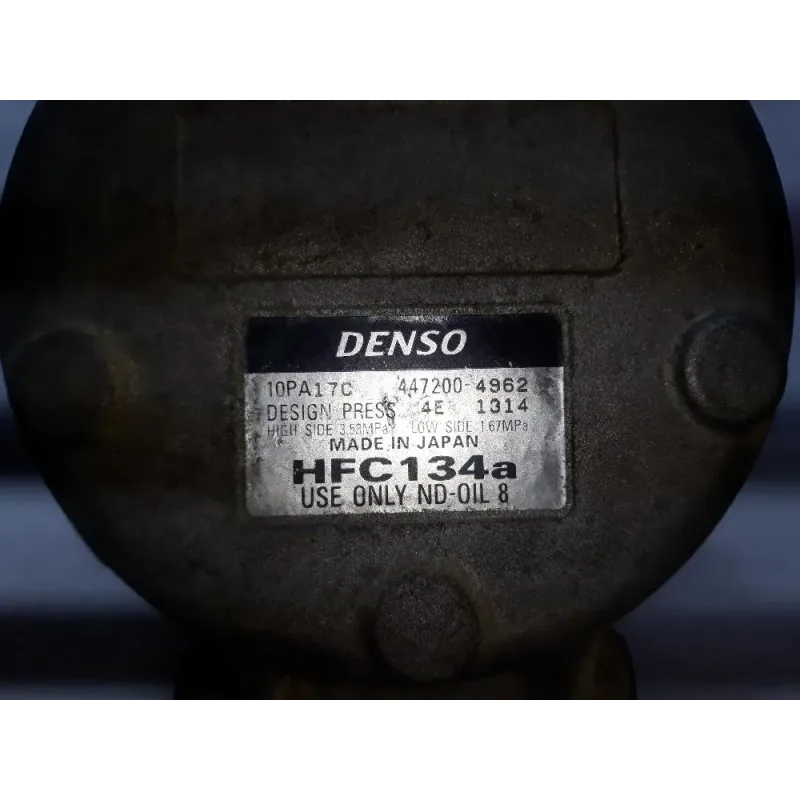 DENSO
10PA17C 447200-4962
DESIGN PRESS 4E 1314
HIGH SIDE 3.53MPa LOW SIDE 1.67MPa
MADE IN JAPAN
HFC134a
USE ONLY ND-OIL 8